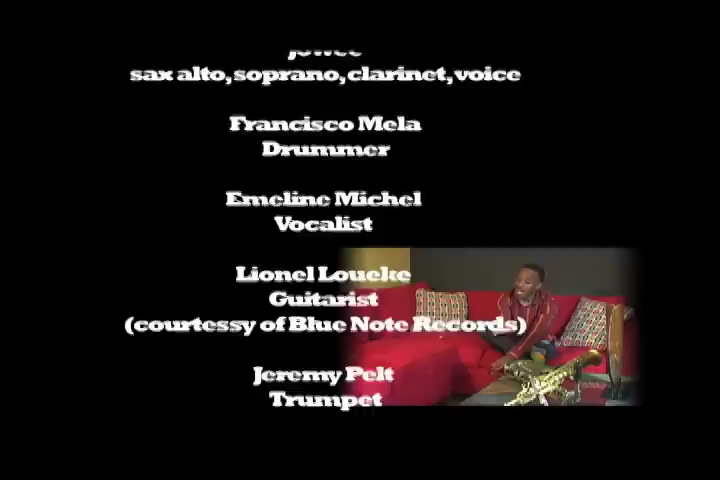 sax alto, soprano, clarinet, voice
Francisco Mela
Drummer
Emeline Michel
Vocalist
Lionel Loueke
Guitarist
(courtessy of Blue Note Records)
Jeremy Pelt
Trumpet